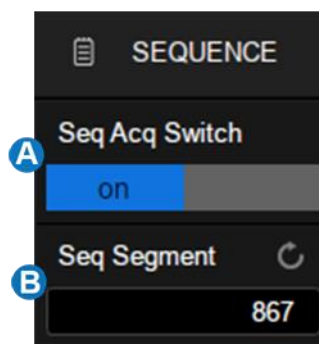 SEQUENCE
Seq Acq Switch
A
on
Seq Segment
B
867